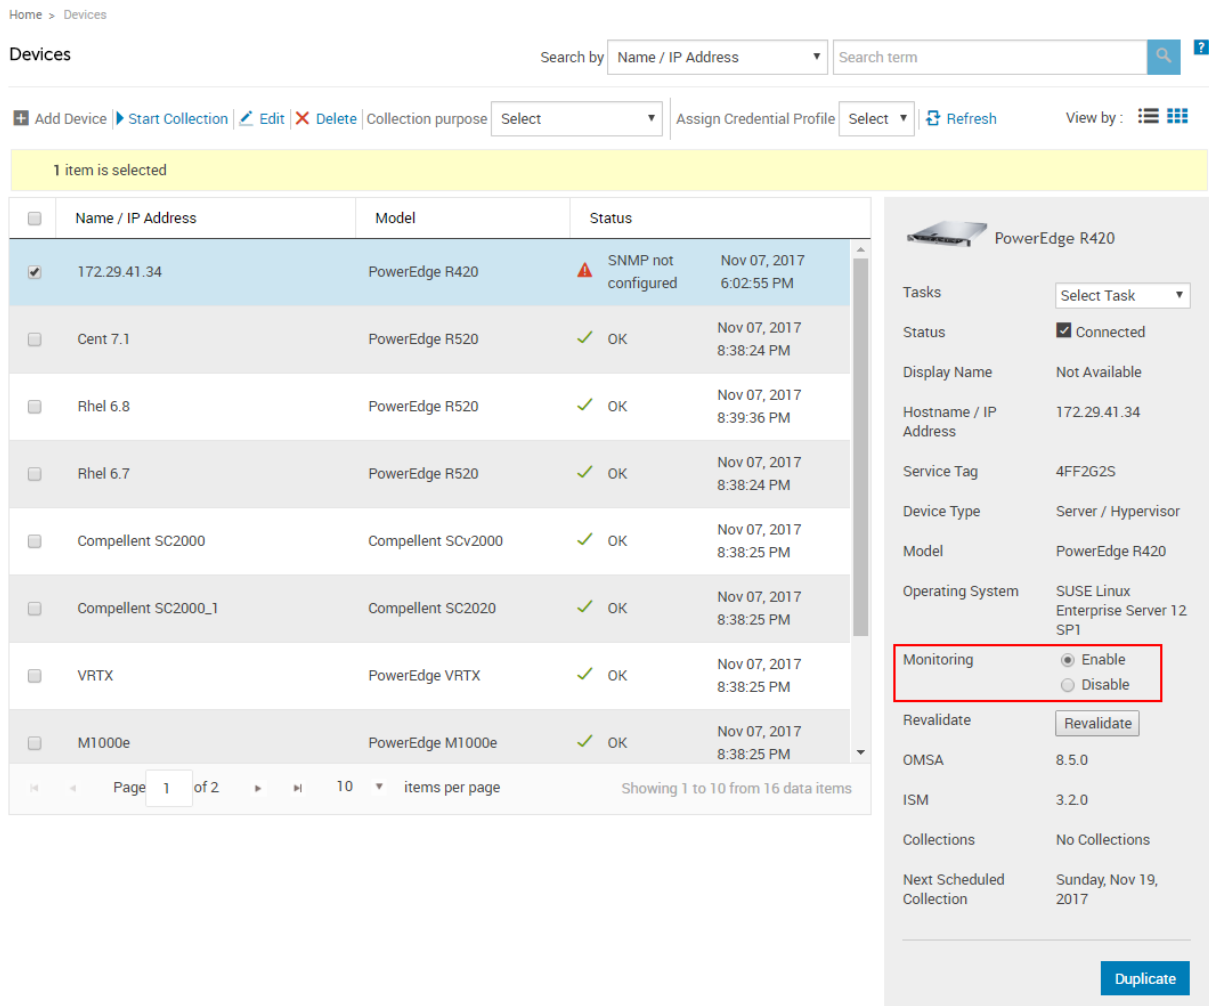 Home > Devices
Devices
Search by Name / IP Address Search term ?
Add Device Start Collection Edit Delete Collection purpose Select Assign Credential Profile Select Refresh View by :
1 item is selected
Name / IP Address Model Status
172.29.41.34 PowerEdge R420 SNMP not configured Nov 07, 2017 6:02:55 PM
Cent 7.1 PowerEdge R520 OK Nov 07, 2017 8:38:24 PM
Rhel 6.8 PowerEdge R520 OK Nov 07, 2017 8:39:36 PM
Rhel 6.7 PowerEdge R520 OK Nov 07, 2017 8:38:24 PM
Compellent SC2000 Compellent SCv2000 OK Nov 07, 2017 8:38:25 PM
Compellent SC2000_1 Compellent SC2020 OK Nov 07, 2017 8:38:25 PM
VRTX PowerEdge VRTX OK Nov 07, 2017 8:38:25 PM
M1000e PowerEdge M1000e OK Nov 07, 2017 8:38:25 PM
Page 1 of 2 10 items per page Showing 1 to 10 from 16 data items
PowerEdge R420
Tasks Select Task
Status Connected
Display Name Not Available
Hostname / IP Address 172.29.41.34
Service Tag 4FF2G2S
Device Type Server / Hypervisor
Model PowerEdge R420
Operating System SUSE Linux Enterprise Server 12 SP1
Monitoring Enable
Disable
Revalidate Revalidate
OMSA 8.5.0
ISM 3.2.0
Collections No Collections
Next Scheduled Collection Sunday, Nov 19, 2017
Duplicate